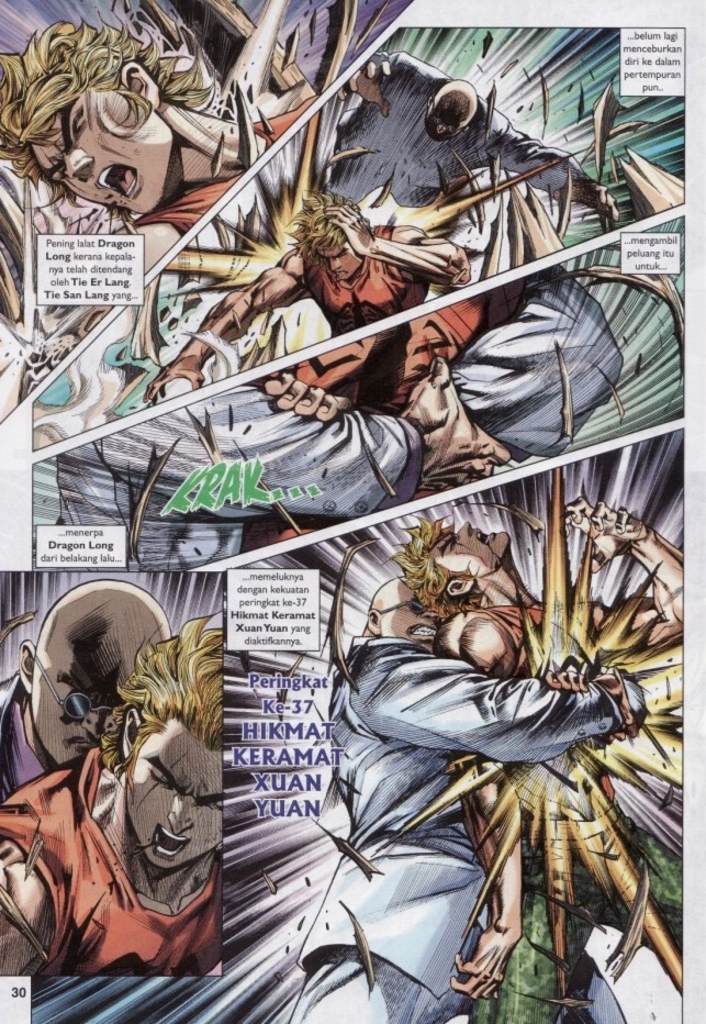 Pening lalat Dragon
Long kerana kepala-
nya telah ditendang
oleh Tie Er Lang.
Tie San Lang yang...
...belum lagi
menceburkan
diri ke dalam
pertempuran
pun..
...mengambil
peluang itu
untuk...
KRAK...
...menerpa
Dragon Long
dari belakang lalu...
...memeluknya
dengan kekuatan
peringkat ke-37
Hikmat Keramat
Xuan Yuan yang
diaktifkannya.
Peringkat
Ke-37
HIKMAT
KERAMAT
XUAN
YUAN
30